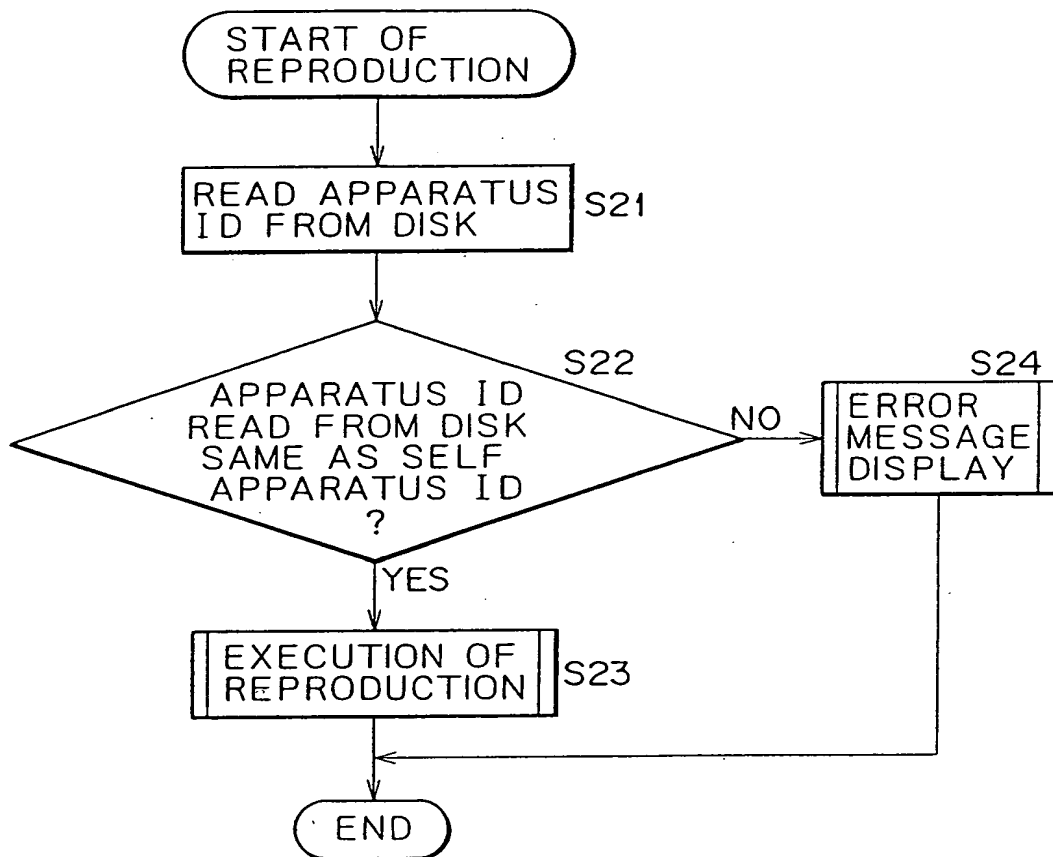 START OF
REPRODUCTION
READ APPARATUS
ID FROM DISK
S21
S22
APPARATUS ID
READ FROM DISK
SAME AS SELF
APPARATUS ID
?
NO
S24
ERROR
MESSAGE
DISPLAY
YES
EXECUTION OF
REPRODUCTION
S23
END